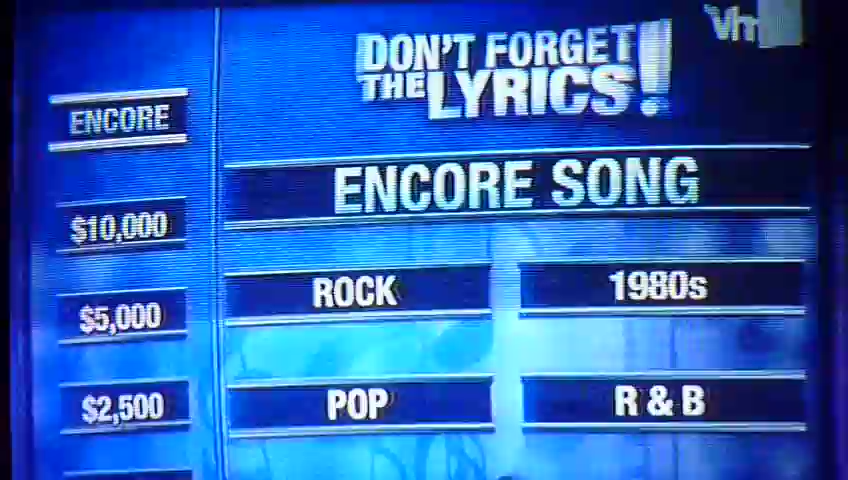 Vh1
DON'T FORGET
THE LYRICS!
ENCORE
ENCORE SONG
$10,000
ROCK
1980s
$5,000
POP
R & B
$2,500